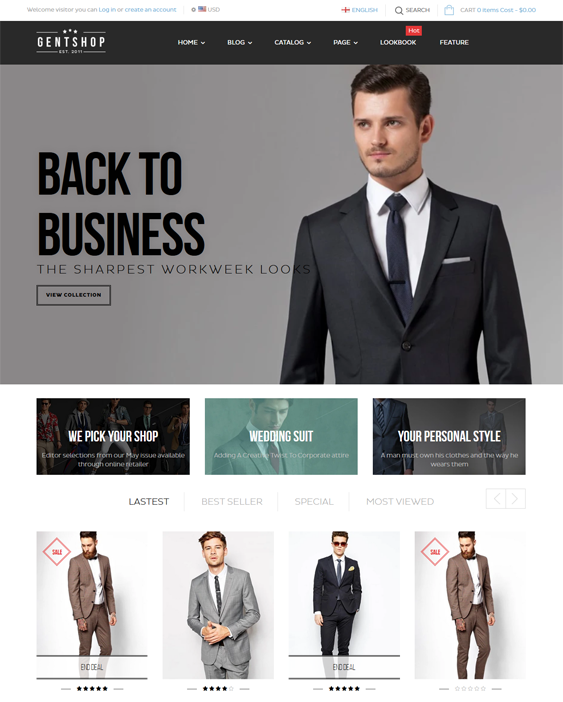 Welcome visitor you can Log in or create an account
USD
ENGLISH
SEARCH
CART 0 items Cost - $0.00
GENTSHOP
EST. 2011
HOME
BLOG
CATALOG
PAGE
LOOKBOOK
Hot
FEATURE
BACK TO
BUSINESS
THE SHARPEST WORKWEEK LOOKS
VIEW COLLECTION
WE PICK YOUR SHOP
Editor selections from our May issue available
through online retailer
WEDDING SUIT
Adding A Creative Twist To Corporate attire
YOUR PERSONAL STYLE
A man must own his clothes and the way he
wears them
LASTEST
BEST SELLER
SPECIAL
MOST VIEWED
SALE
END DEAL
END DEAL
SALE